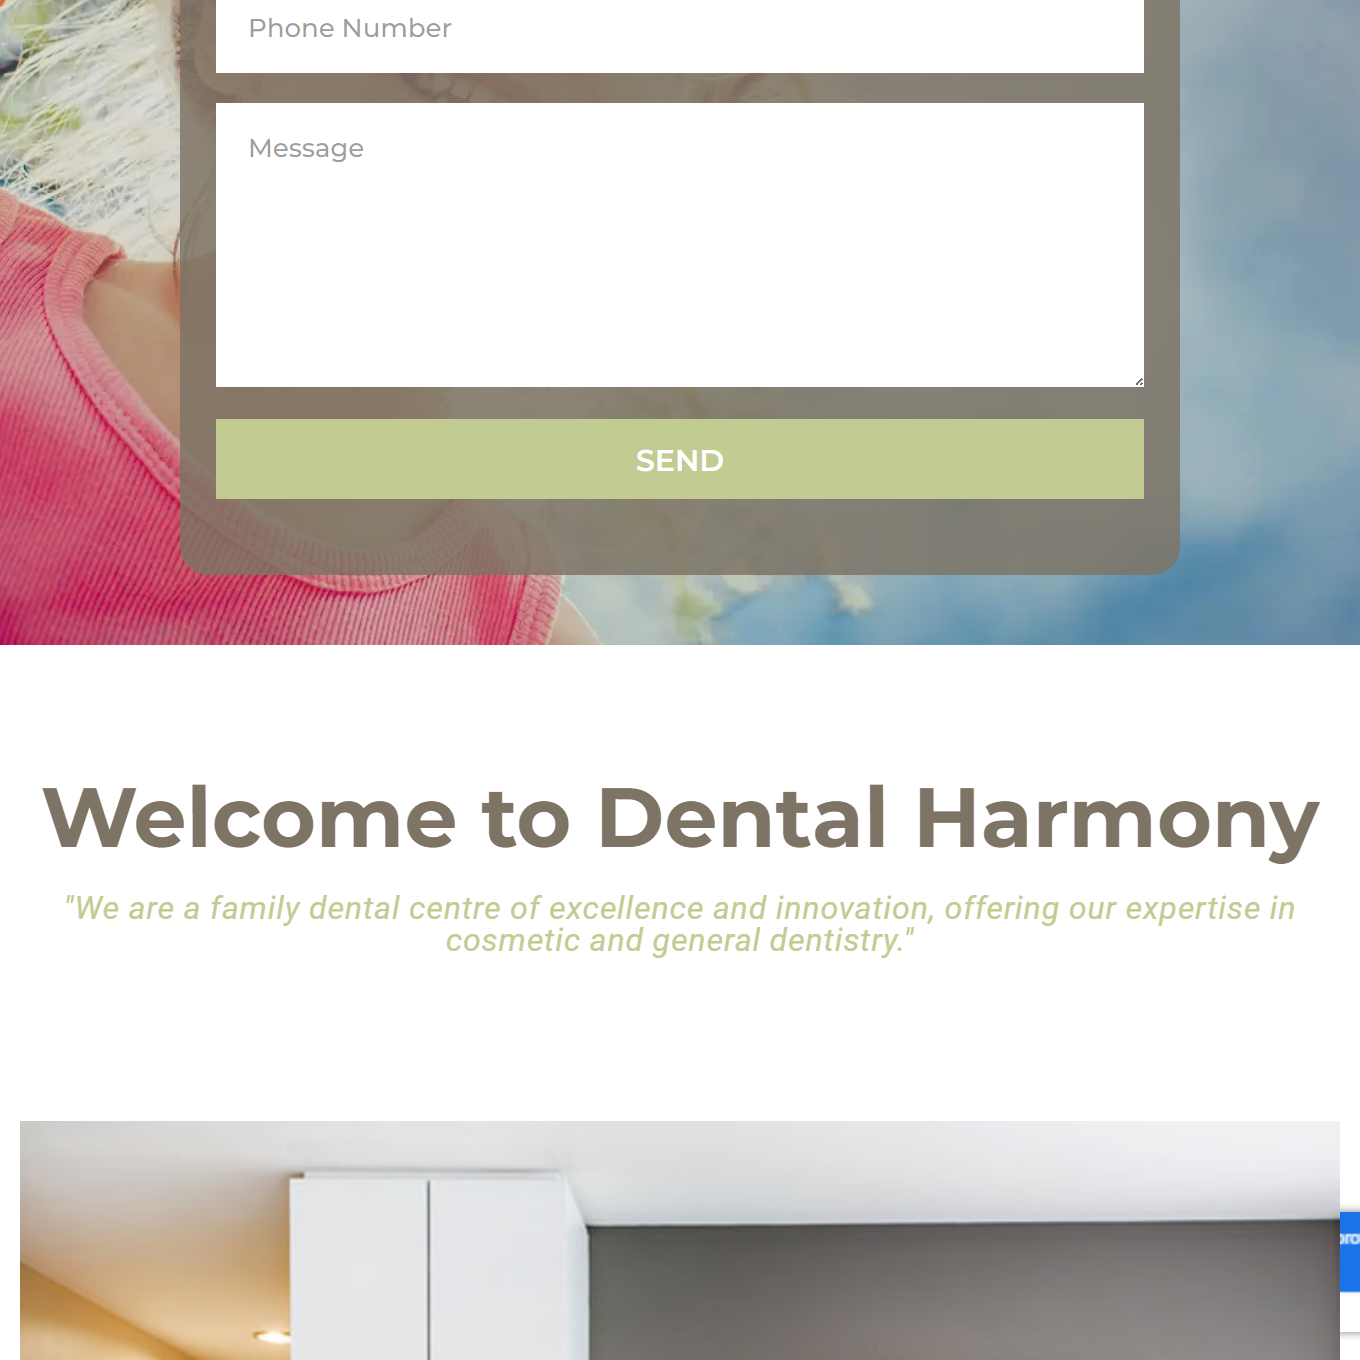 Phone Number
Message
SEND
Welcome to Dental Harmony
"We are a family dental centre of excellence and innovation, offering our expertise in
cosmetic and general dentistry."